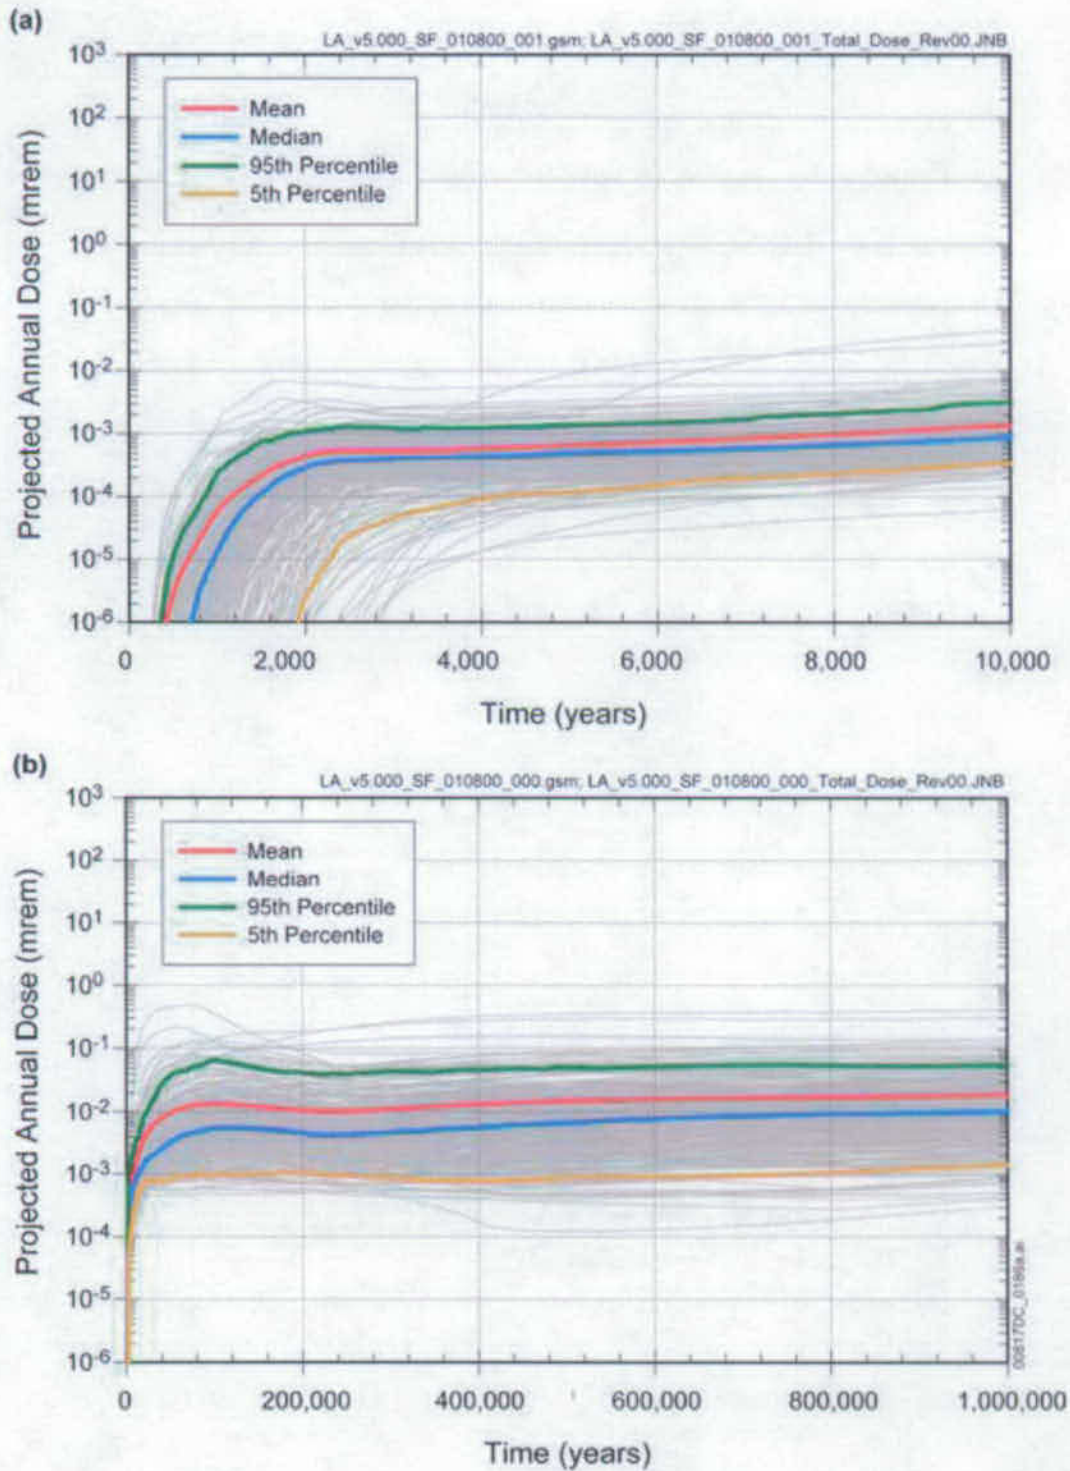 (a)
LA_v5.000_SF_010800_001.gsm; LA_v5.000_SF_010800_001_Total_Dose_Rev00.JNB
Projected Annual Dose (mrem)
10³
10²
10¹
10⁰
10⁻¹
10⁻²
10⁻³
10⁻⁴
10⁻⁵
10⁻⁶
Mean
Median
95th Percentile
5th Percentile
0 2,000 4,000 6,000 8,000 10,000
Time (years)
(b)
LA_v5.000_SF_010800_000.gsm; LA_v5.000_SF_010800_000_Total_Dose_Rev00.JNB
Projected Annual Dose (mrem)
10³
10²
10¹
10⁰
10⁻¹
10⁻²
10⁻³
10⁻⁴
10⁻⁵
10⁻⁶
Mean
Median
95th Percentile
5th Percentile
0 200,000 400,000 600,000 800,000 1,000,000
Time (years)
00817DC_0186a.ai